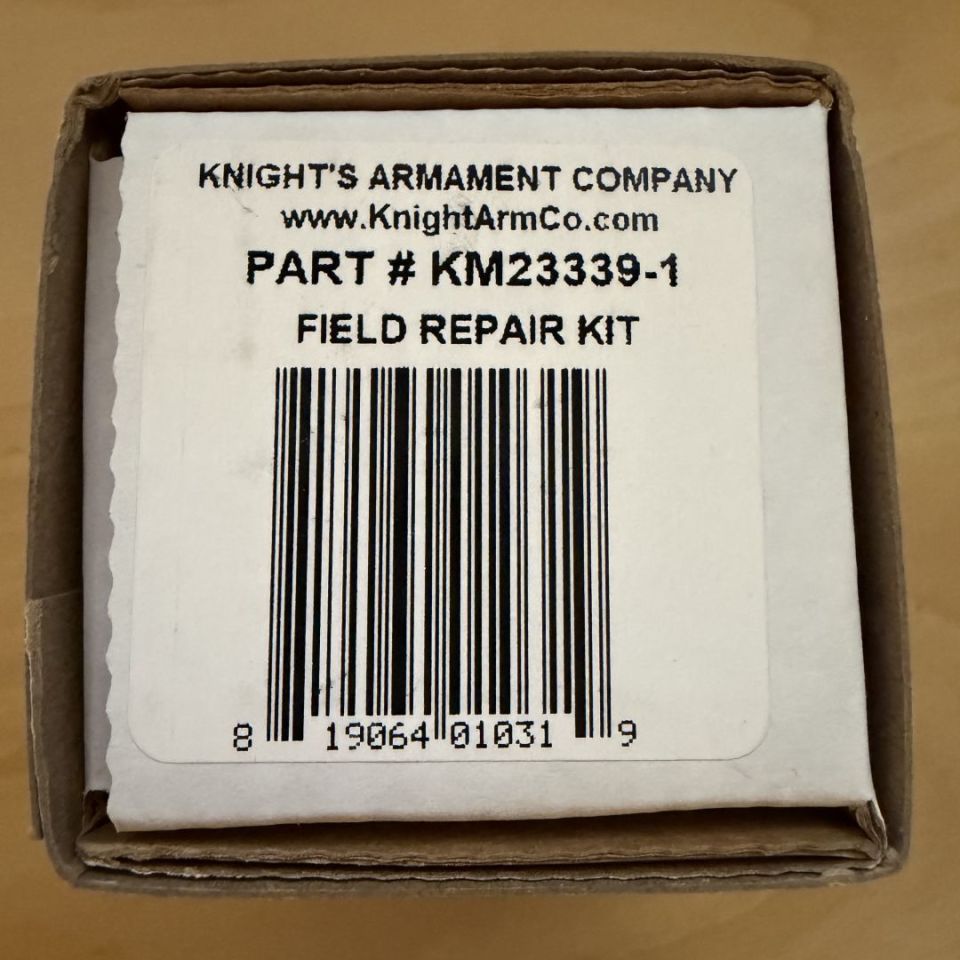 KNIGHT'S ARMAMENT COMPANY
www.KnightArmCo.com
PART # KM23339-1
FIELD REPAIR KIT
8 19064 01031 9